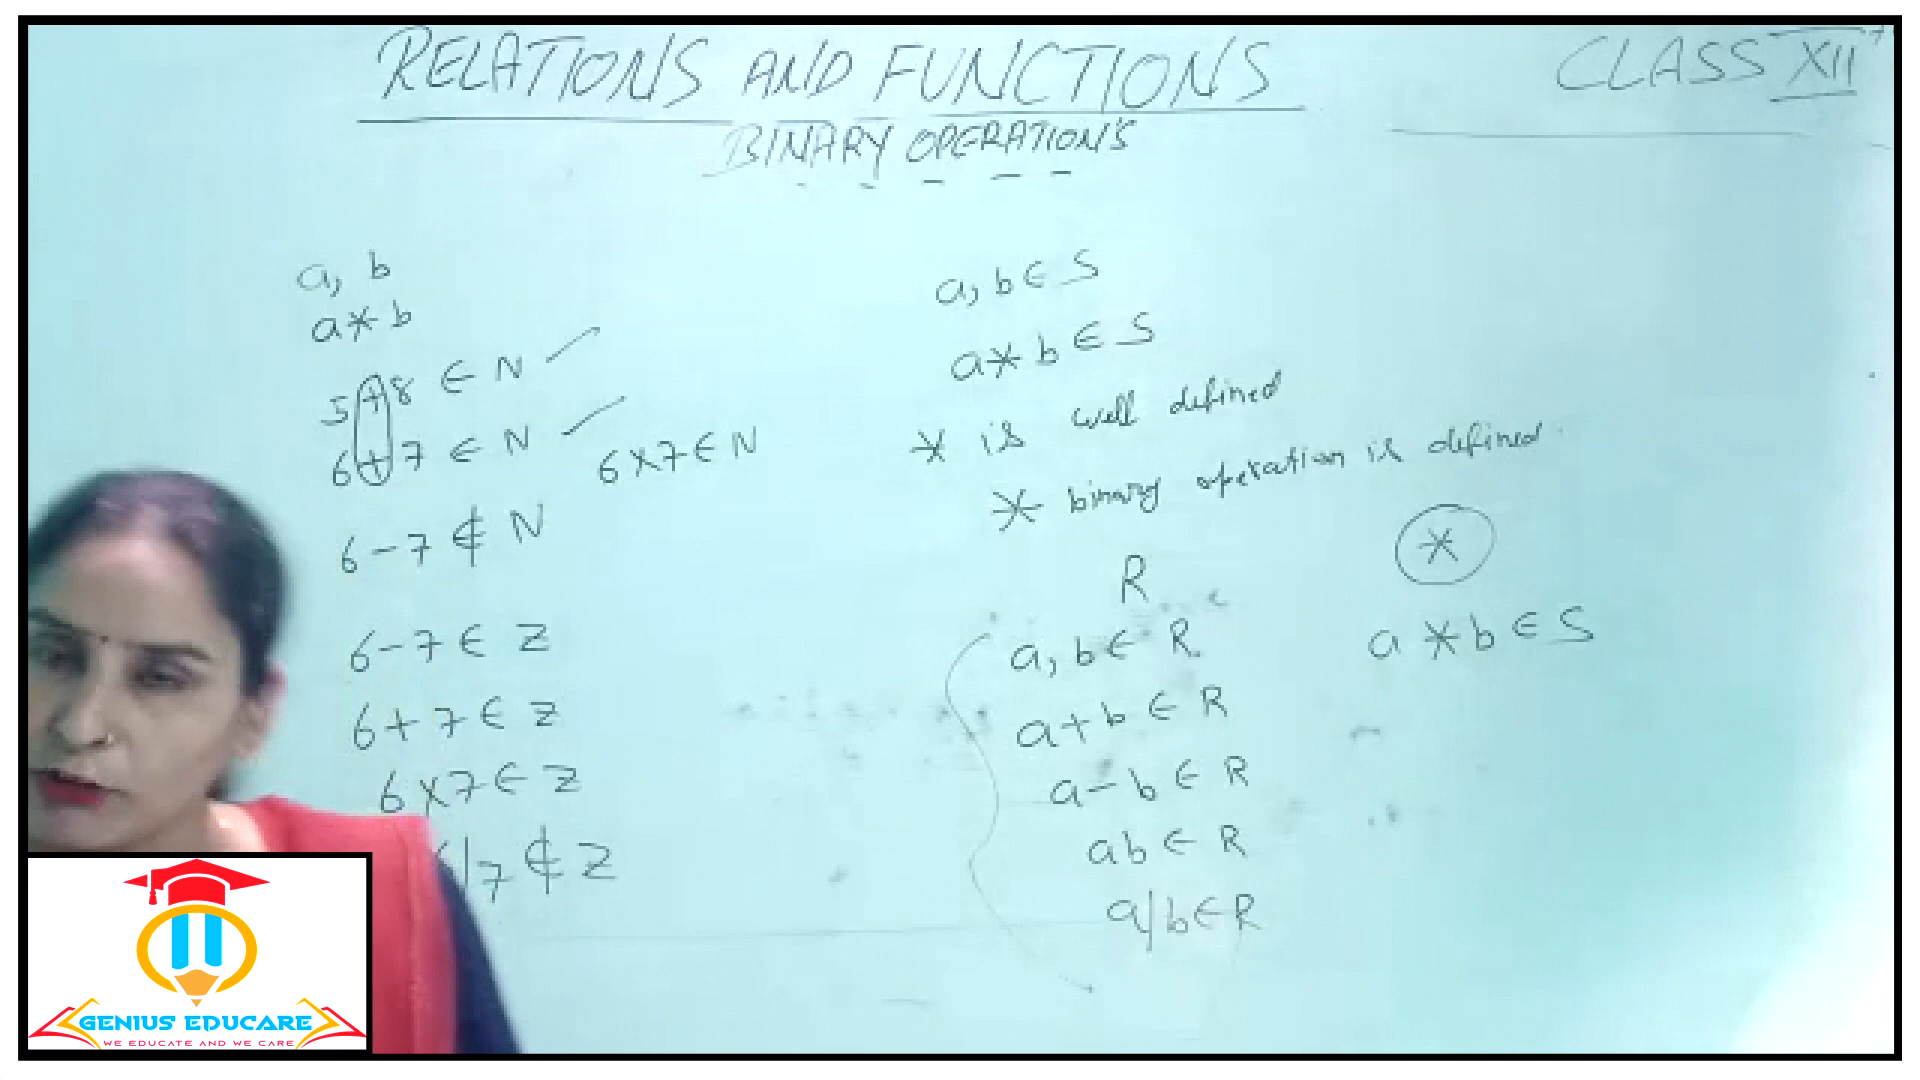 RELATIONS AND FUNCTIONS
CLASS XII
BINARY OPERATIONS
a, b
a * b
5+8 ∈ N
6+7 ∈ N
6×7 ∈ N
6-7 ∉ N
6-7 ∈ Z
6+7 ∈ Z
6×7 ∈ Z
/7 ∉ Z
a, b ∈ S
a * b ∈ S
* is well defined
* binary operation is defined.
R
a, b ∈ R
a+b ∈ R
a-b ∈ R
ab ∈ R
a/b ∈ R
*
a * b ∈ S
GENIUS EDUCARE
WE EDUCATE AND WE CARE